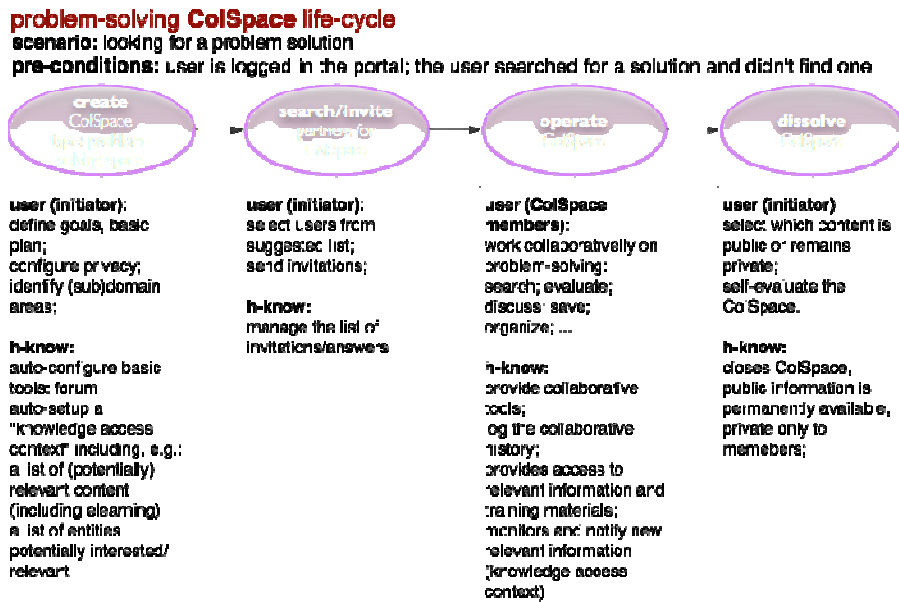 problem-solving ColSpace life-cycle
scenario: looking for a problem solution
pre-conditions: user is logged in the portal; the user searched for a solution and didn't find one
create
ColSpace
search/invite
partners for
ColSpace
operate
ColSpace
dissolve
ColSpace
user (initiator):
define goals, basic
plan;
configure privacy;
identify (sub)domain
areas;
h-know:
auto-configure basic
tools: forum
auto-setup a
"knowledge access
context" including, e.g.:
a list of (potentially)
relevant content
(including elearning)
a list of entities
potentially interested/
relevant
user (initiator):
select users from
suggested list;
send invitations;
h-know:
manage the list of
invitations/answers
user (ColSpace
members):
work collaborativelly on
problem-solving:
search; evaluate;
discuss; save;
organize; ...
h-know:
provide collaborative
tools;
log the collaborative
history;
provides access to
relevant information and
training materials;
monitors and notify new
relevant information
(knowledge access
context)
user (initiator)
select which content is
public or remains
private;
self-evaluate the
ColSpace.
h-know:
closes ColSpace,
public information is
permanently available,
private only to
memebers;